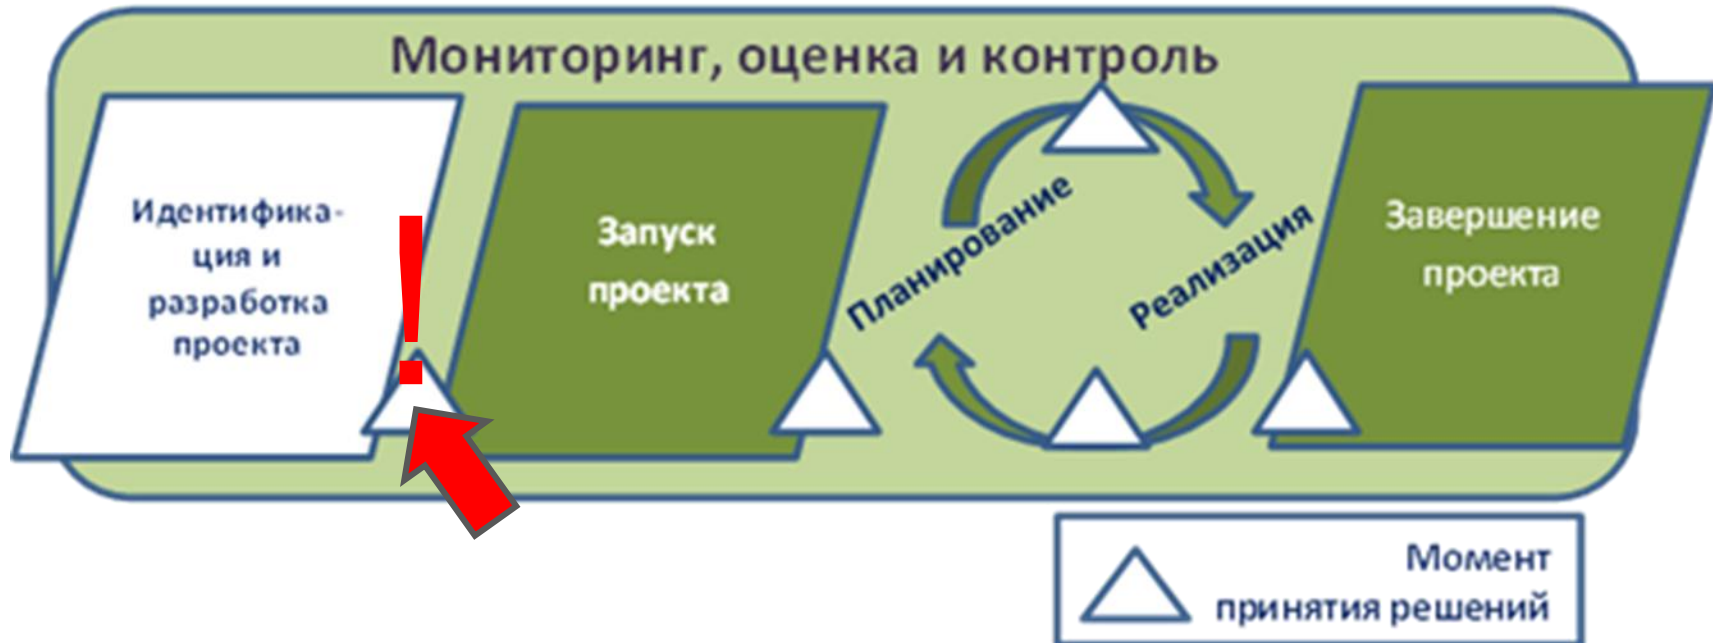 Мониторинг, оценка и контроль
Идентифика-
ция и
разработка
проекта
!
Запуск
проекта
Планирование
Реализация
Завершение
проекта
Момент
принятия решений